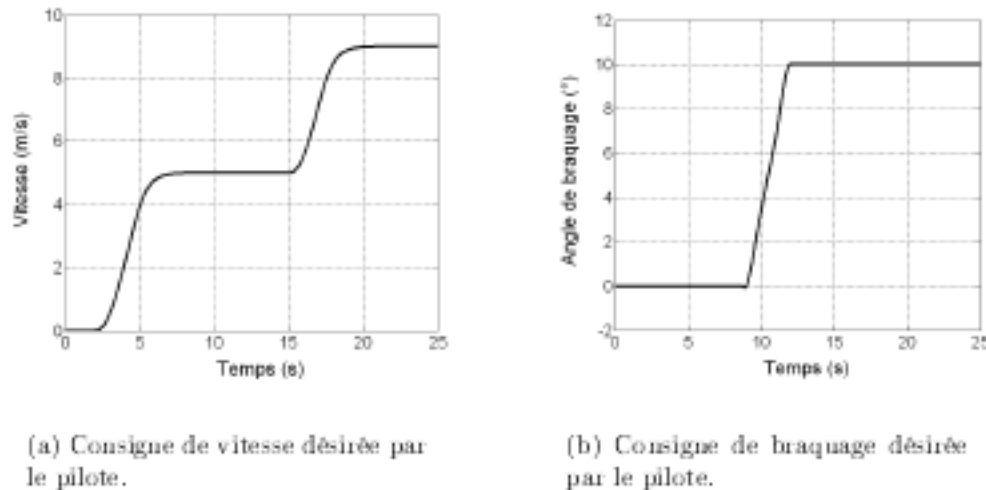 10
8
6
4
2
0
0 5 10 15 20 25
Vitesse (m/s)
Temps (s)
12
10
8
6
4
2
0
-2
0 5 10 15 20 25
Angle de braquage (°)
Temps (s)
(a) Consigne de vitesse désirée par
le pilote.
(b) Consigne de braquage désirée
par le pilote.